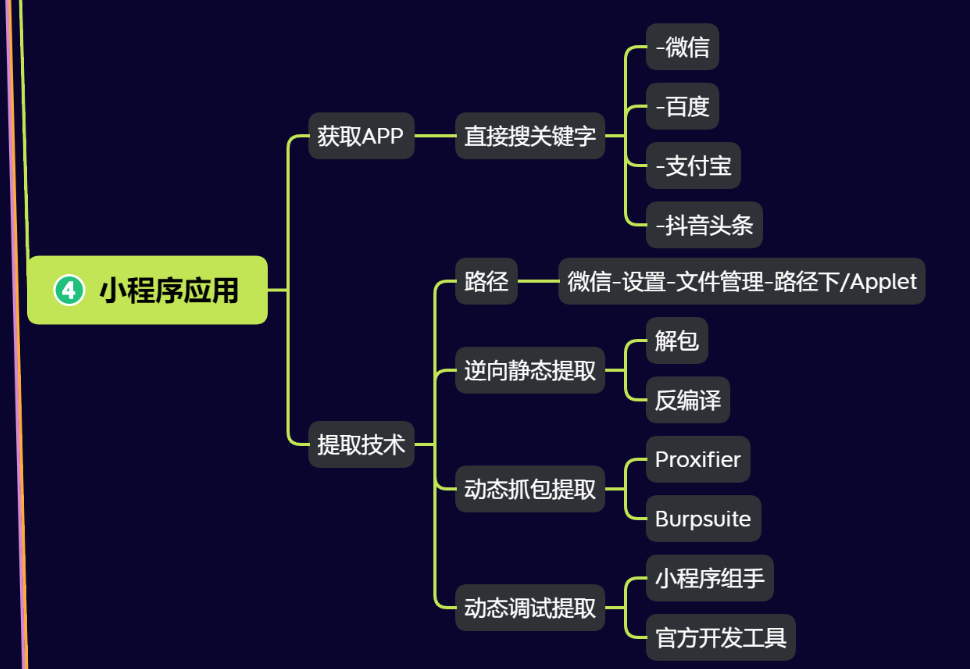 4 小程序应用
获取APP
直接搜关键字
-微信
-百度
-支付宝
-抖音头条
提取技术
路径
微信-设置-文件管理-路径下/Applet
逆向静态提取
解包
反编译
动态抓包提取
Proxifier
Burpsuite
动态调试提取
小程序组手
官方开发工具